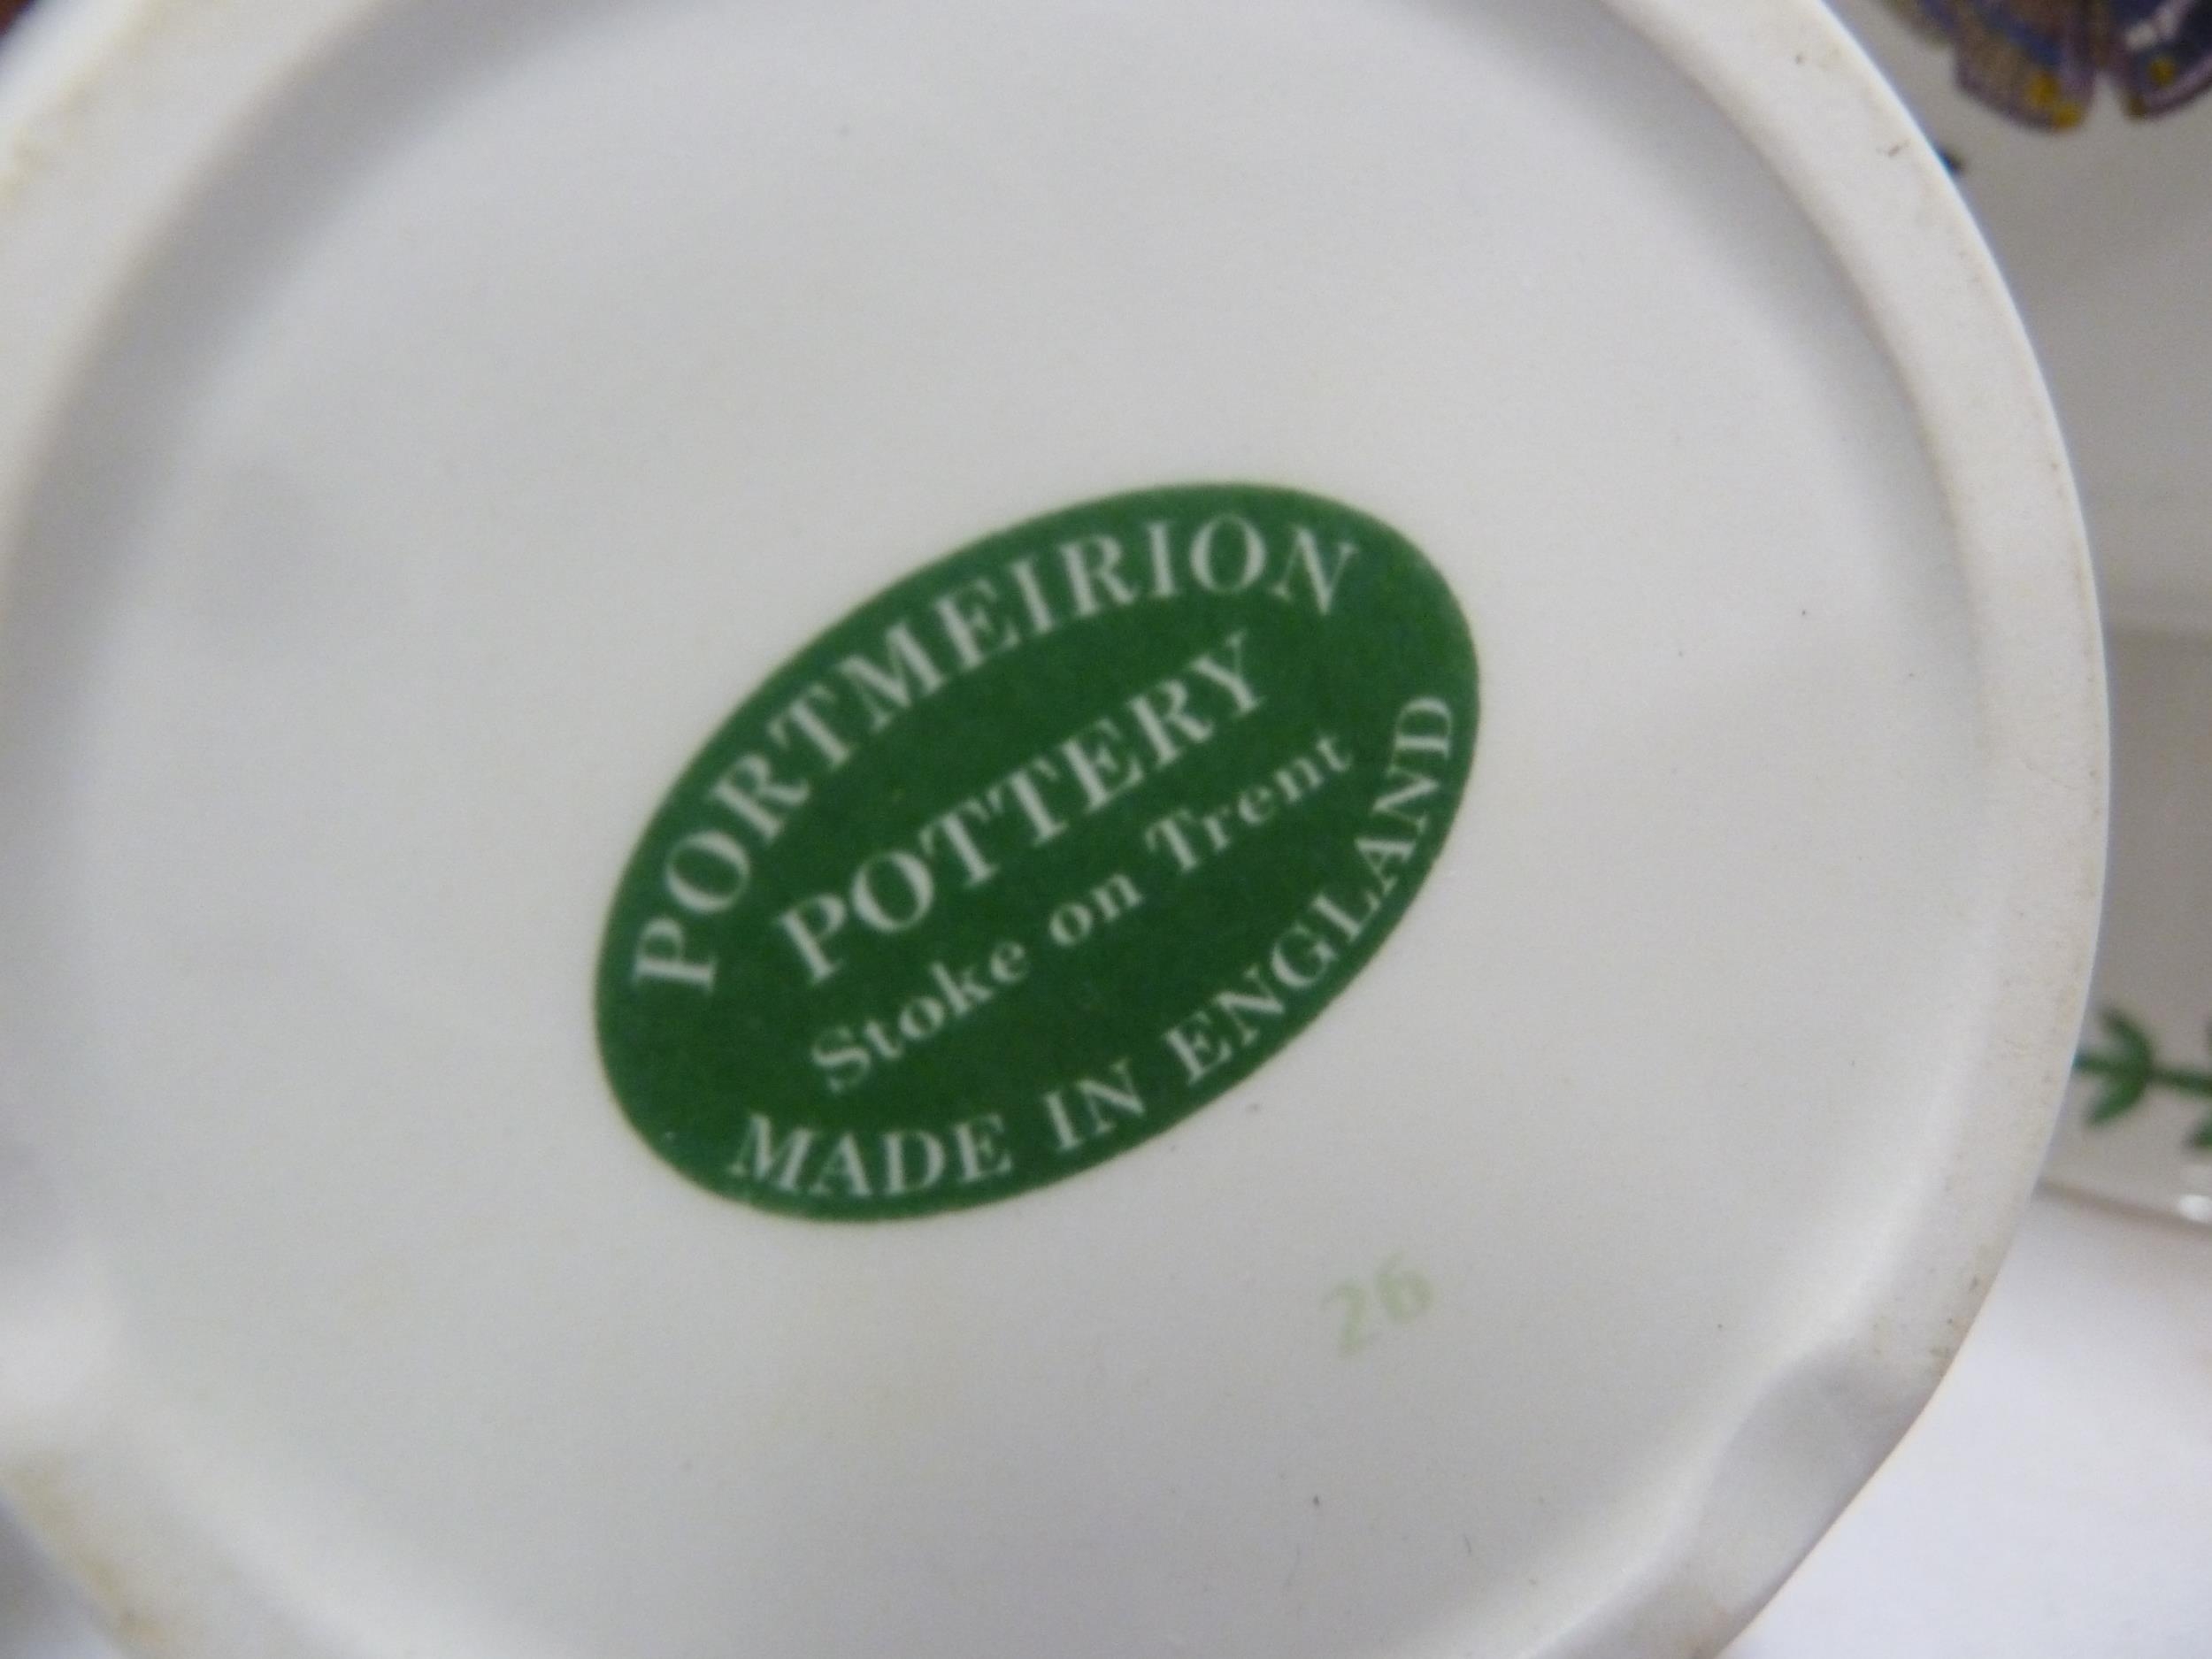 PORTMEIRION
POTTERY
Stoke on Trent
MADE IN ENGLAND
26